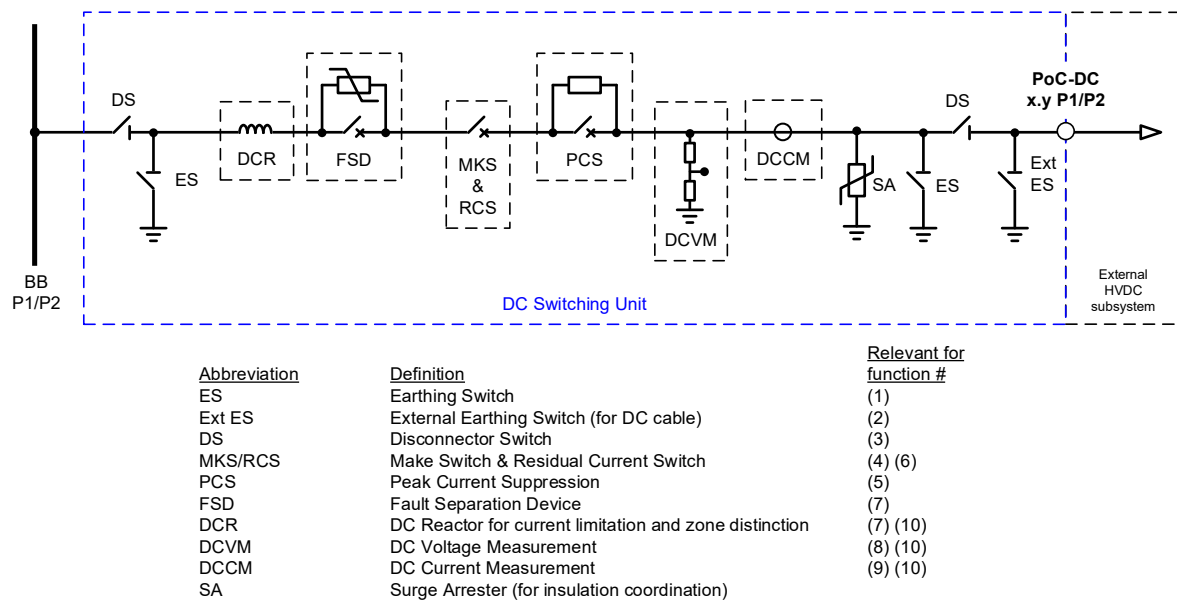 PoC-DC
x.y P1/P2
DS
DS
DCR
FSD
MKS
&
RCS
PCS
DCCM
ES
DCVM
SA
ES
Ext
ES
BB
P1/P2
DC Switching Unit
External
HVDC
subsystem
Abbreviation Definition Relevant for function #
ES Earthing Switch (1)
Ext ES External Earthing Switch (for DC cable) (2)
DS Disconnector Switch (3)
MKS/RCS Make Switch & Residual Current Switch (4) (6)
PCS Peak Current Suppression (5)
FSD Fault Separation Device (7)
DCR DC Reactor for current limitation and zone distinction (7) (10)
DCVM DC Voltage Measurement (8) (10)
DCCM DC Current Measurement (9) (10)
SA Surge Arrester (for insulation coordination)